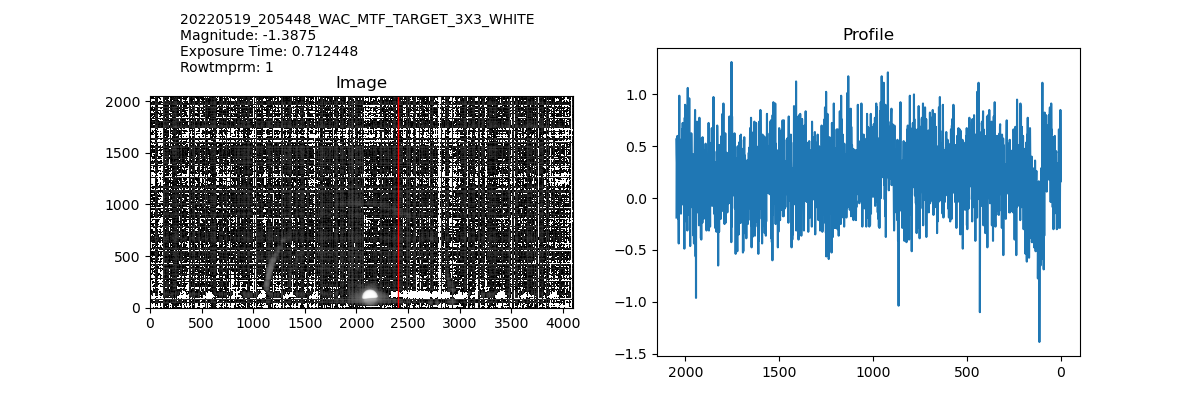 20220519_205448_WAC_MTF_TARGET_3X3_WHITE
Magnitude: -1.3875
Exposure Time: 0.712448
Rowtmprm: 1
Image
2000
1500
1000
500
0
0 500 1000 1500 2000 2500 3000 3500 4000
Profile
1.0
0.5
0.0
−0.5
−1.0
−1.5
2000 1500 1000 500 0